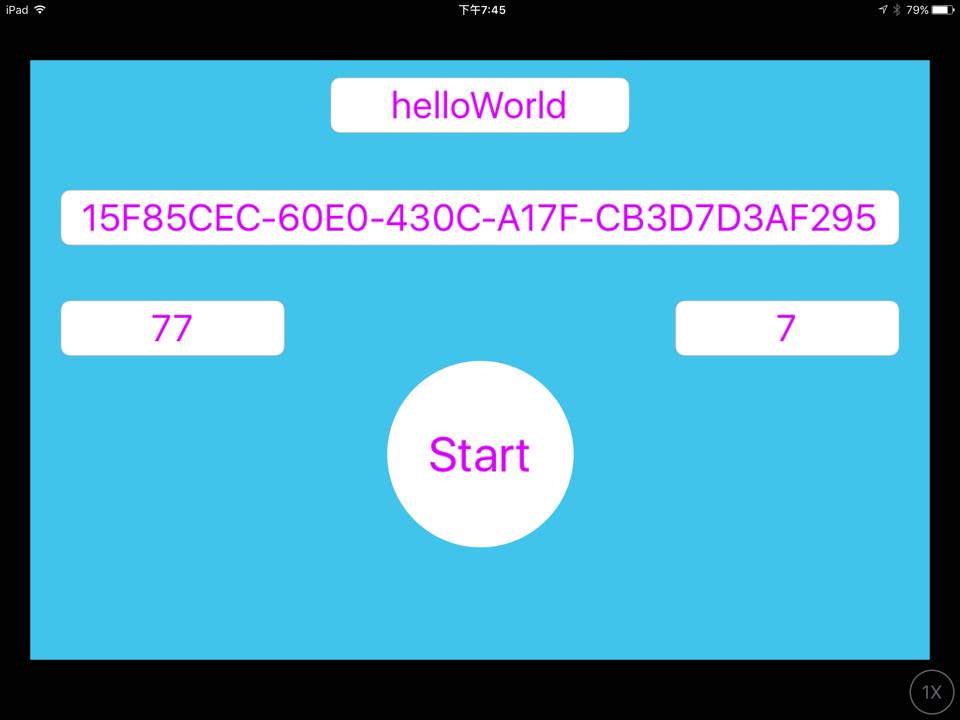 iPad 下午7:45 79%
helloWorld
15F85CEC-60E0-430C-A17F-CB3D7D3AF295
77 7
Start
1X